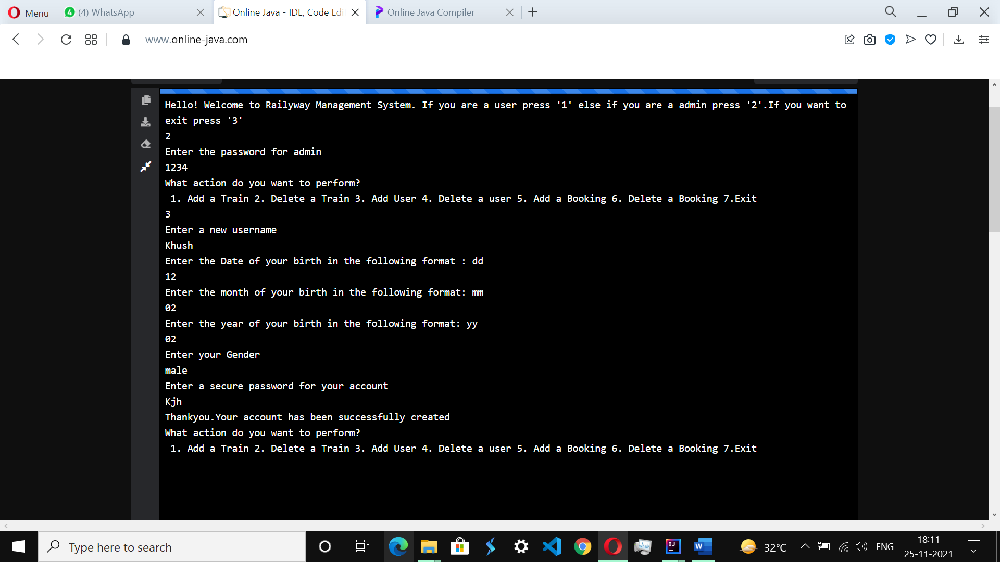 Menu
4 (4) WhatsApp
Online Java - IDE, Code Edi
Online Java Compiler
www.online-java.com
Hello! Welcome to Railyway Management System. If you are a user press '1' else if you are a admin press '2'.If you want to
exit press '3'
2
Enter the password for admin
1234
What action do you want to perform?
1. Add a Train 2. Delete a Train 3. Add User 4. Delete a user 5. Add a Booking 6. Delete a Booking 7.Exit
3
Enter a new username
Khush
Enter the Date of your birth in the following format : dd
12
Enter the month of your birth in the following format: mm
02
Enter the year of your birth in the following format: yy
02
Enter your Gender
male
Enter a secure password for your account
Kjh
Thankyou.Your account has been successfully created
What action do you want to perform?
1. Add a Train 2. Delete a Train 3. Add User 4. Delete a user 5. Add a Booking 6. Delete a Booking 7.Exit
Type here to search
IJ
W
32°C
ENG
18:11
25-11-2021